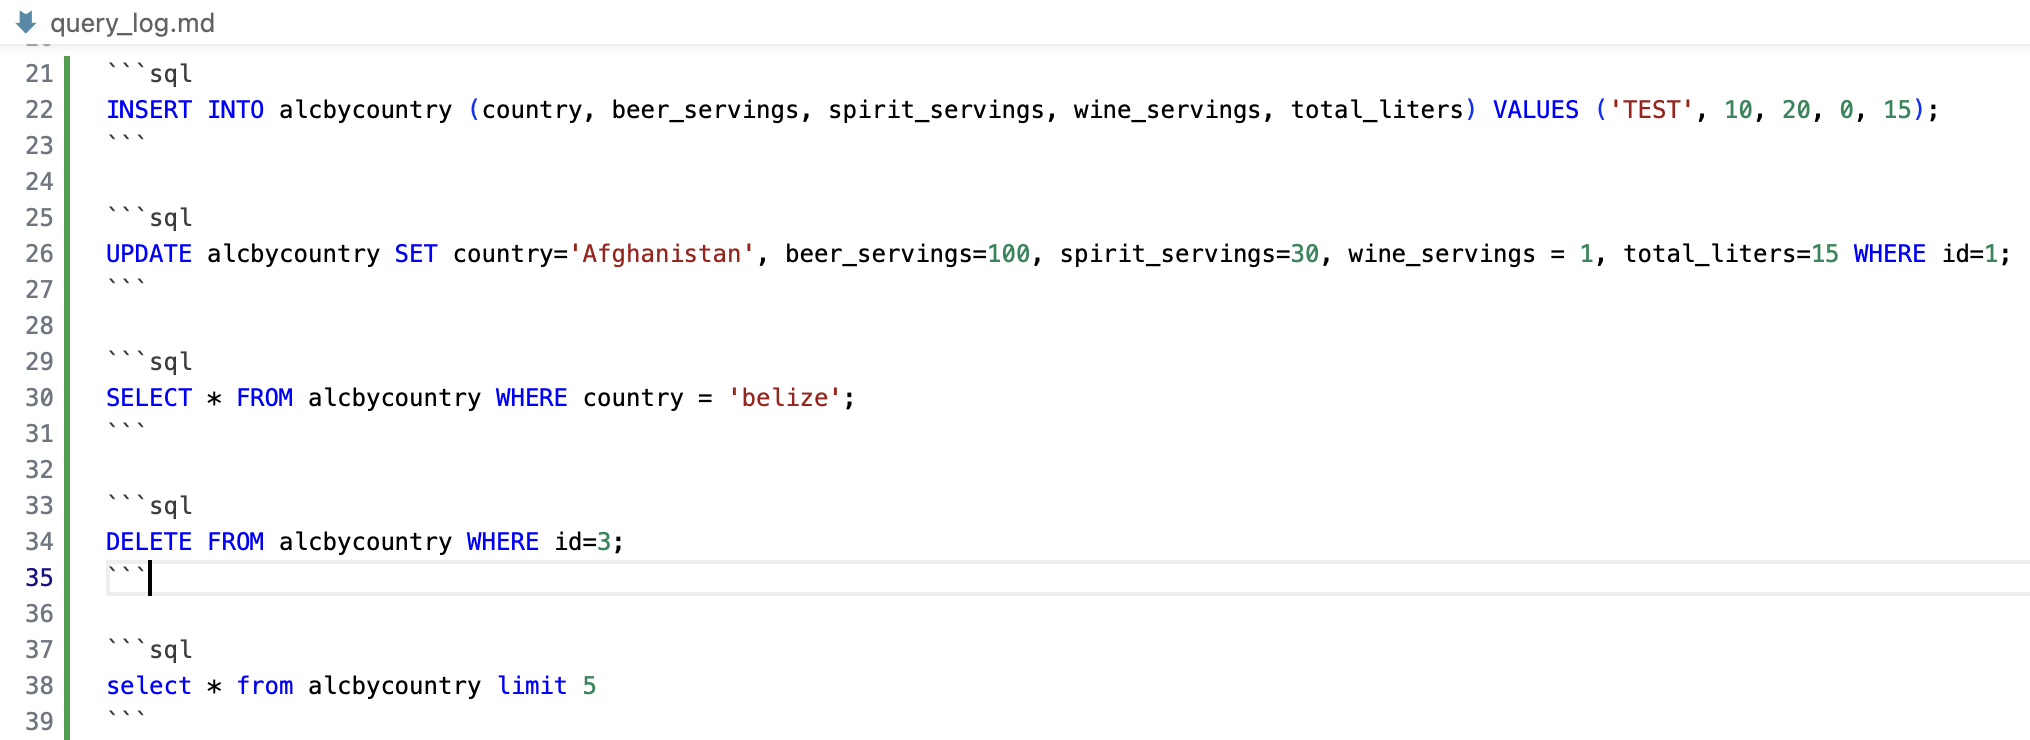 query_log.md
21 ```sql
22 INSERT INTO alcbycountry (country, beer_servings, spirit_servings, wine_servings, total_liters) VALUES ('TEST', 10, 20, 0, 15);
23 ```
24
25 ```sql
26 UPDATE alcbycountry SET country='Afghanistan', beer_servings=100, spirit_servings=30, wine_servings = 1, total_liters=15 WHERE id=1;
27 ```
28
29 ```sql
30 SELECT * FROM alcbycountry WHERE country = 'belize';
31 ```
32
33 ```sql
34 DELETE FROM alcbycountry WHERE id=3;
35 ```
36
37 ```sql
38 select * from alcbycountry limit 5
39 ```